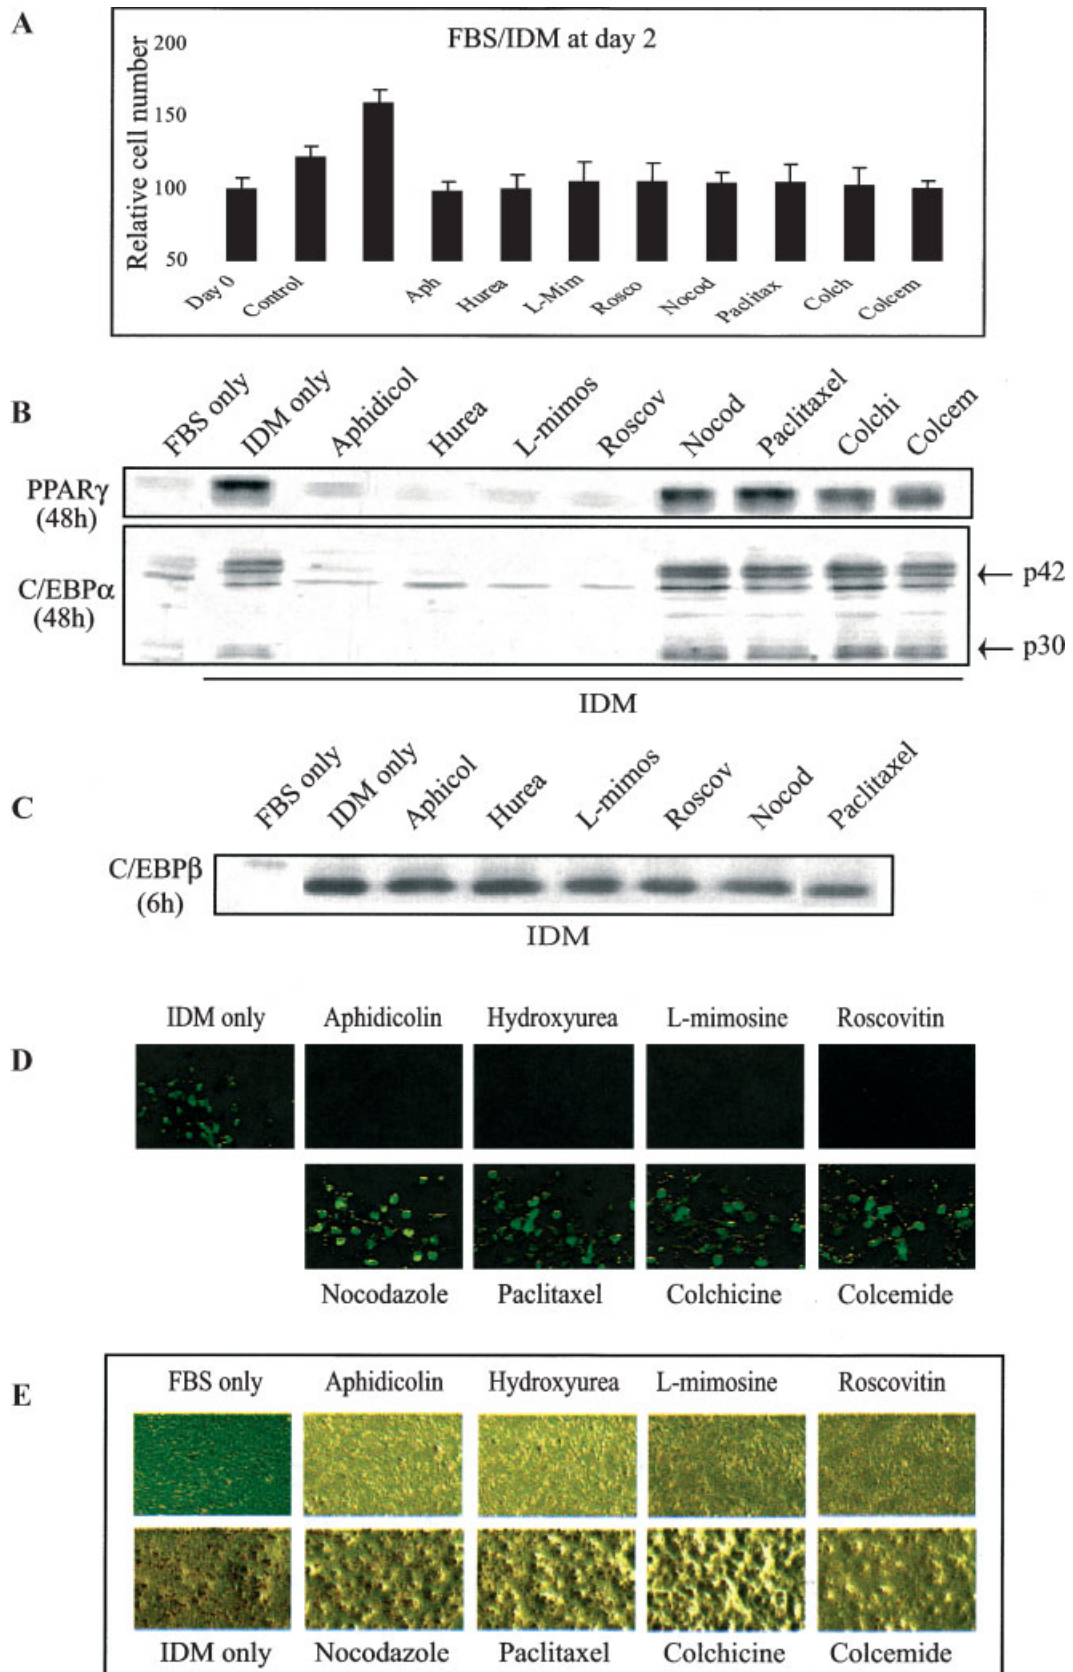 A
FBS/IDM at day 2
Relative cell number
200
150
100
50
Day 0
Control
Aph
Hurea
L-Mim
Rosco
Nocod
Paclitax
Colch
Colcem
B
FBS only
IDM only
Aphidicol
Hurea
L-mimos
Roscov
Nocod
Paclitaxel
Colchi
Colcem
PPARγ
(48h)
C/EBPα
(48h)
p42
p30
IDM
C
FBS only
IDM only
Aphicol
Hurea
L-mimos
Roscov
Nocod
Paclitaxel
C/EBPβ
(6h)
IDM
D
IDM only Aphidicolin Hydroxyurea L-mimosine Roscovitin
Nocodazole Paclitaxel Colchicine Colcemide
E
FBS only Aphidicolin Hydroxyurea L-mimosine Roscovitin
IDM only Nocodazole Paclitaxel Colchicine Colcemide